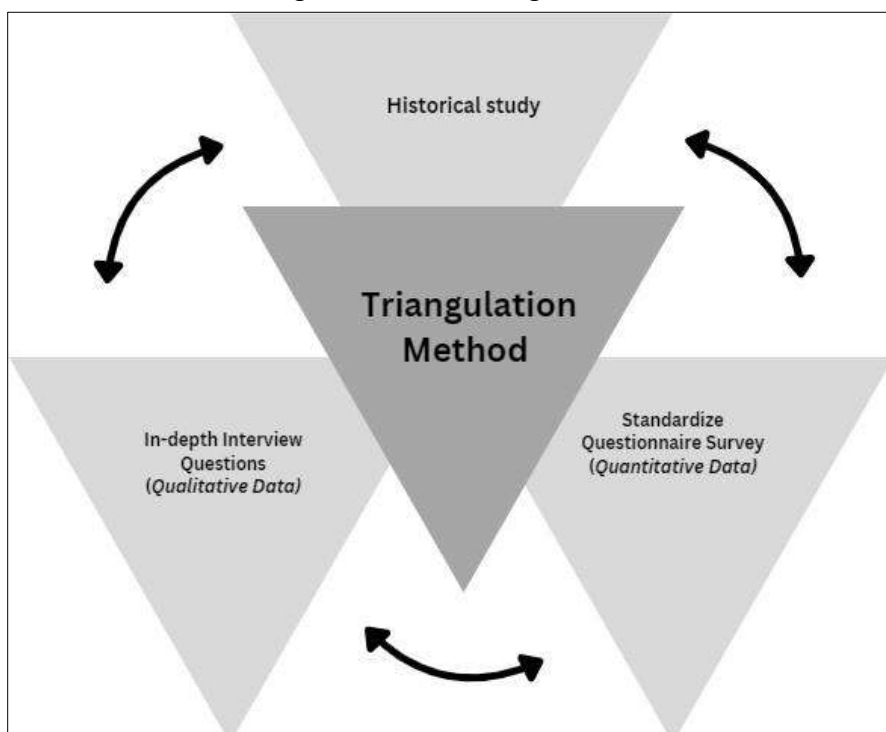 Historical study
Triangulation
Method
In-depth Interview
Questions
(Qualitative Data)
Standardize
Questionnaire Survey
(Quantitative Data)